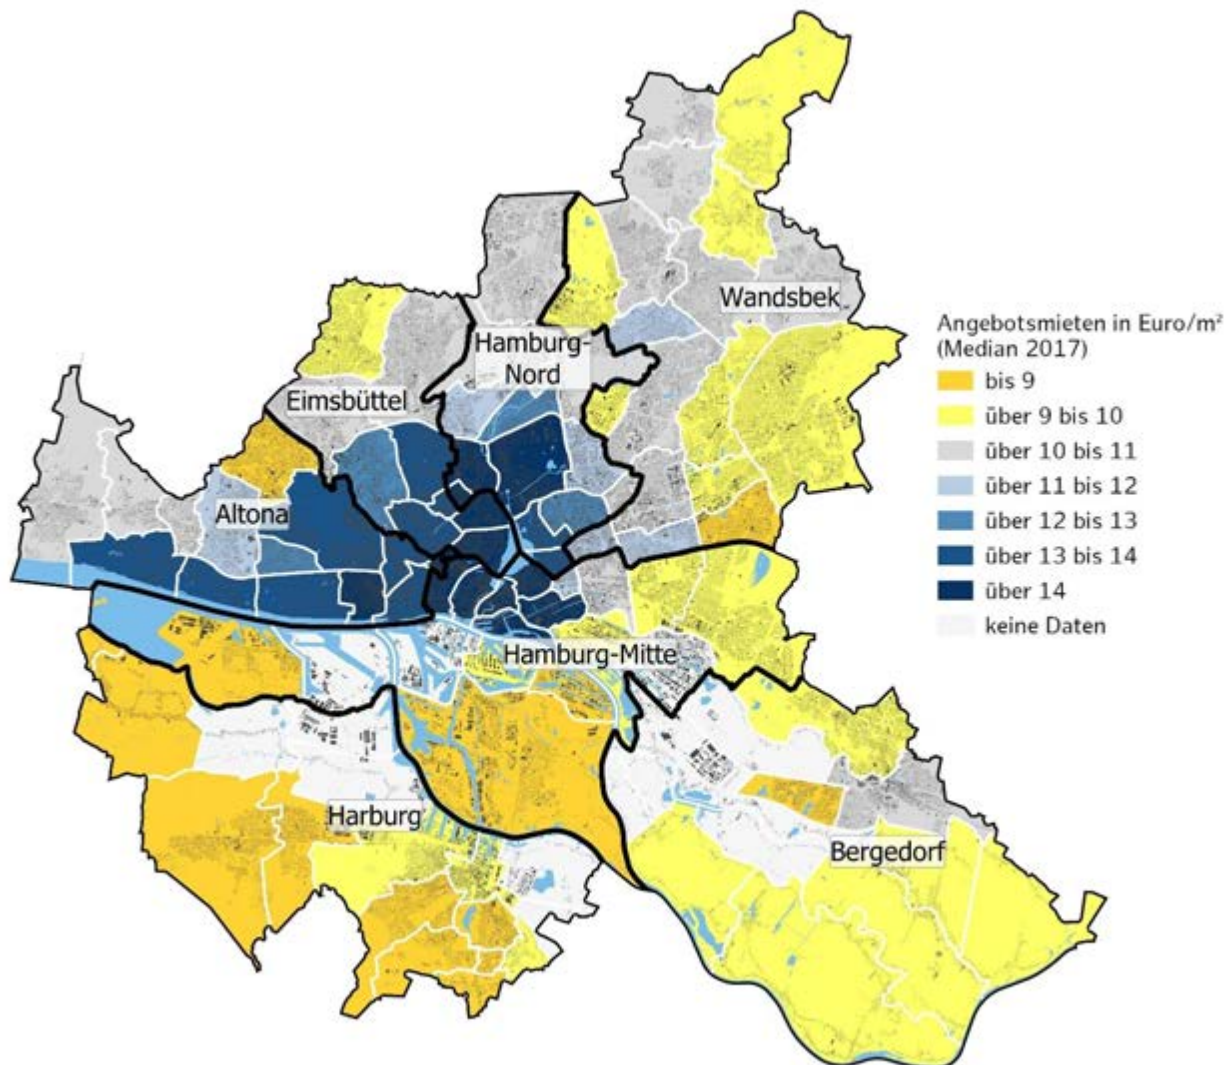 Wandsbek
Hamburg-
Nord
Eimsbüttel
Altona
Hamburg-Mitte
Harburg
Bergedorf
Angebotsmieten in Euro/m²
(Median 2017)
bis 9
über 9 bis 10
über 10 bis 11
über 11 bis 12
über 12 bis 13
über 13 bis 14
über 14
keine Daten